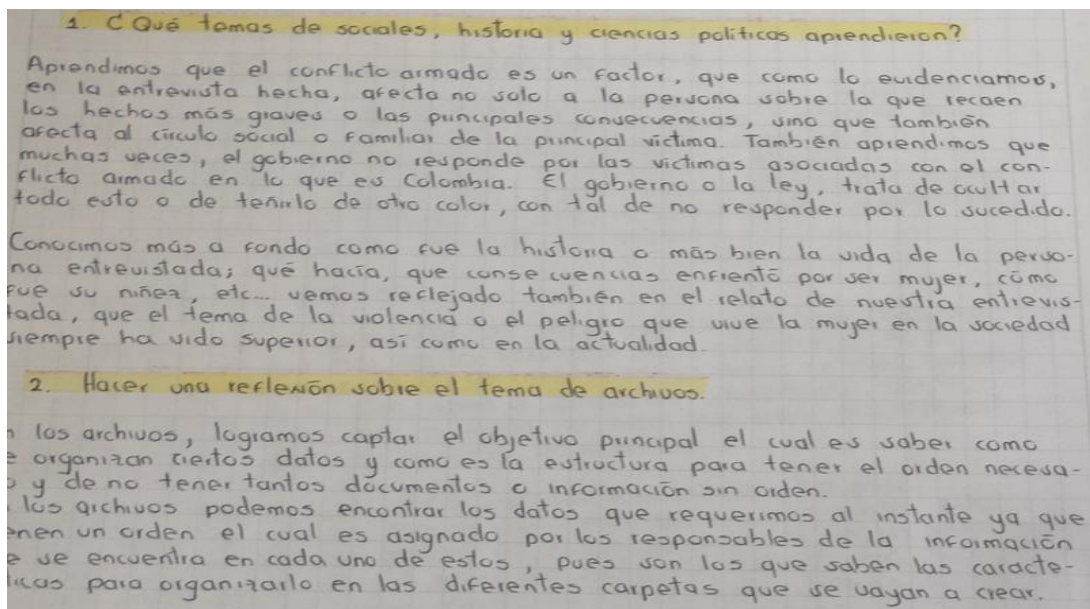 1. ¿Qué temas de sociales, historia y ciencias políticas aprendieron?
Aprendimos que el conflicto armado es un factor, que como lo evidenciamos,
en la entrevista hecha, afecta no solo a la persona sobre la que recaen
los hechos más graves o las principales consecuencias, sino que también
afecta al círculo social o familiar de la principal víctima. También aprendimos que
muchas veces, el gobierno no responde por las víctimas asociadas con el con-
flicto armado en lo que es Colombia. El gobierno o la ley, trata de ocultar
todo esto o de teñirlo de otro color, con tal de no responder por lo sucedido.
Conocimos más a fondo como fue la historia o más bien la vida de la perso-
na entrevistada; qué hacía, que consecuencias enfrentó por ser mujer, cómo
fue su niñez, etc... vemos reflejado también en el relato de nuestra entrevis-
tada, que el tema de la violencia o el peligro que vive la mujer en la sociedad
siempre ha sido superior, así como en la actualidad.
2. Hacer una reflexión sobre el tema de archivos.
los archivos, logramos captar el objetivo principal el cual es saber como
organizan ciertos datos y como es la estructura para tener el orden necesa-
y de no tener tantos documentos o información sin orden.
los archivos podemos encontrar los datos que requerimos al instante ya que
enen un orden el cual es asignado por los responsables de la información
e se encuentra en cada uno de estos, pues son los que saben las caracte-
ticas para organizarlo en las diferentes carpetas que se vayan a crear.